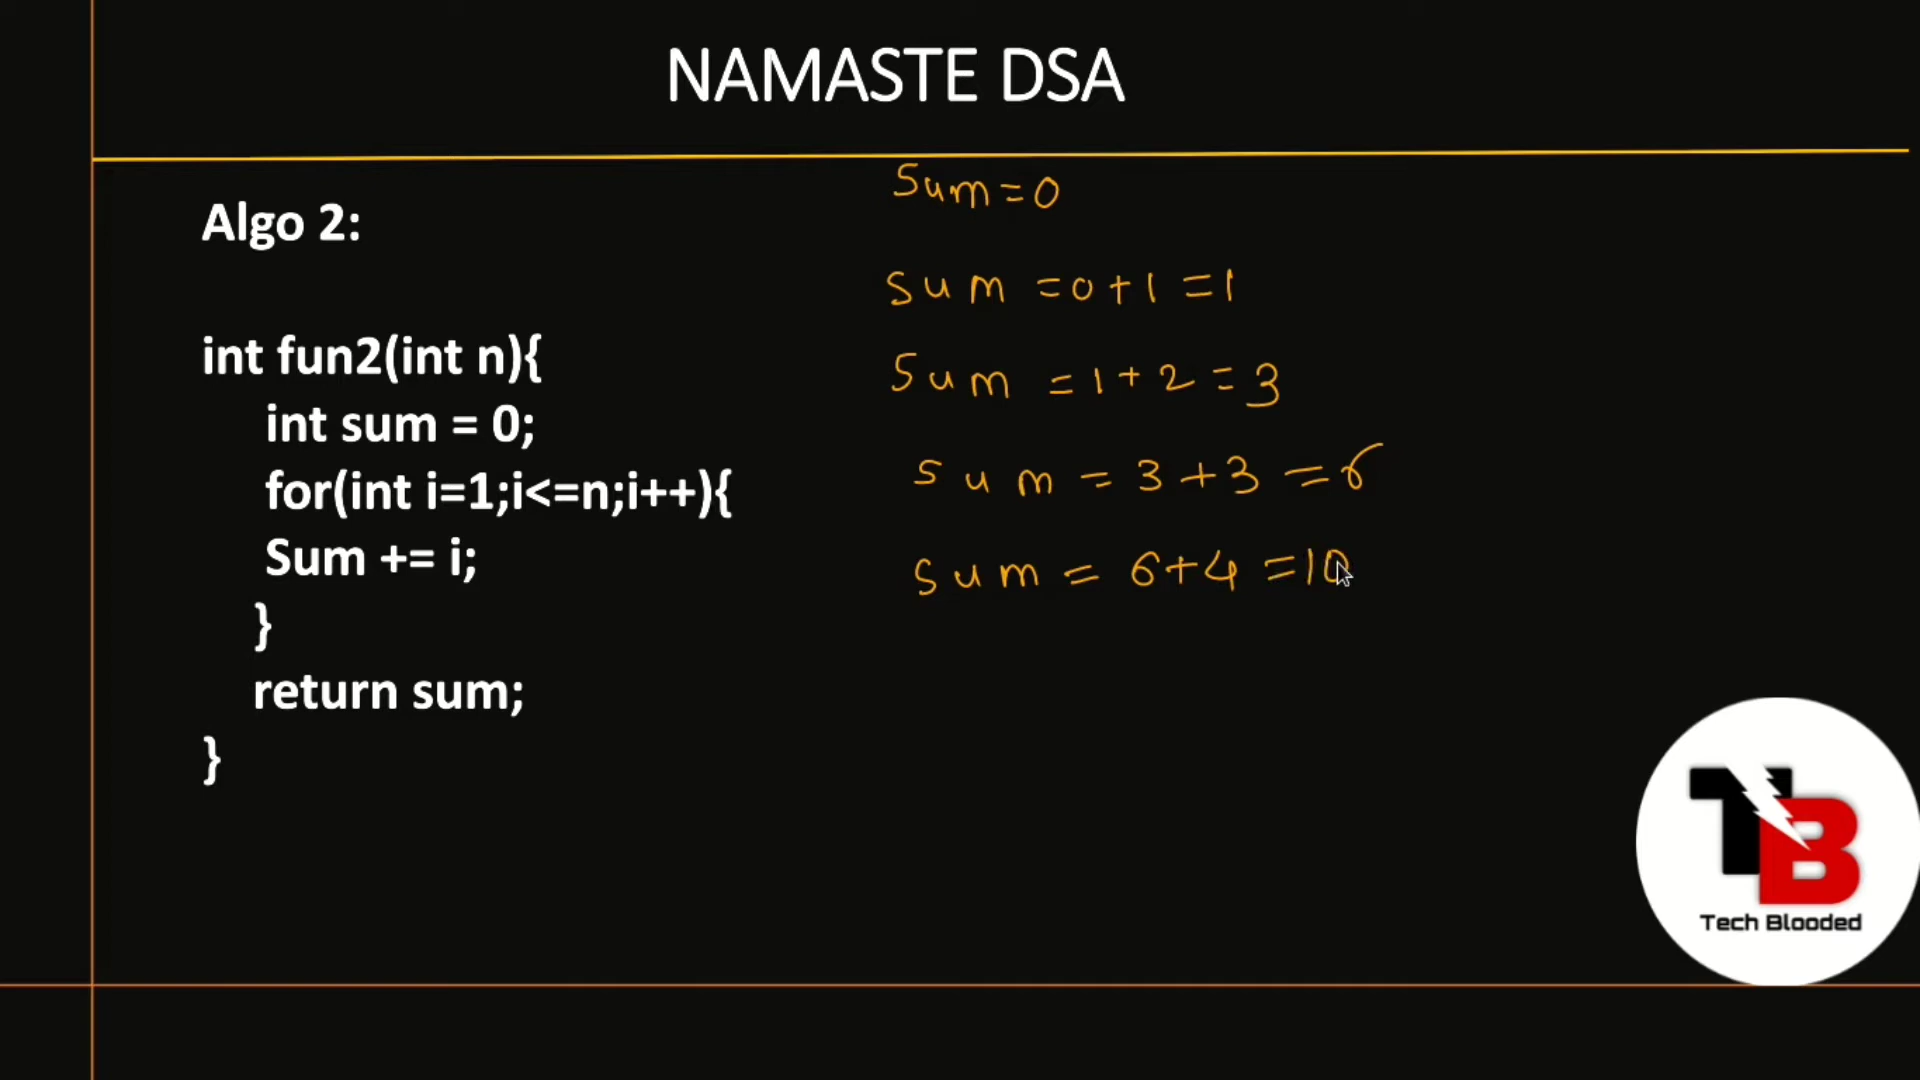 NAMASTE DSA
Algo 2:
int fun2(int n){
int sum = 0;
for(int i=1;i<=n;i++){
Sum += i;
}
return sum;
}
Sum = 0
sum = 0 + 1 = 1
Sum = 1 + 2 = 3
sum = 3 + 3 = 6
sum = 6 + 4 = 10
TB
Tech Blooded